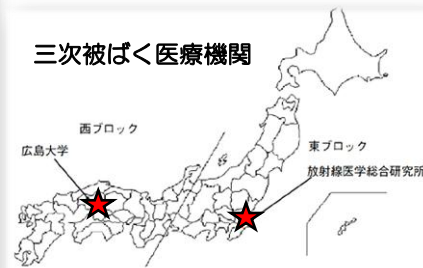 三次被ばく医療機関
西ブロック
広島大学
東ブロック
放射線医学総合研究所